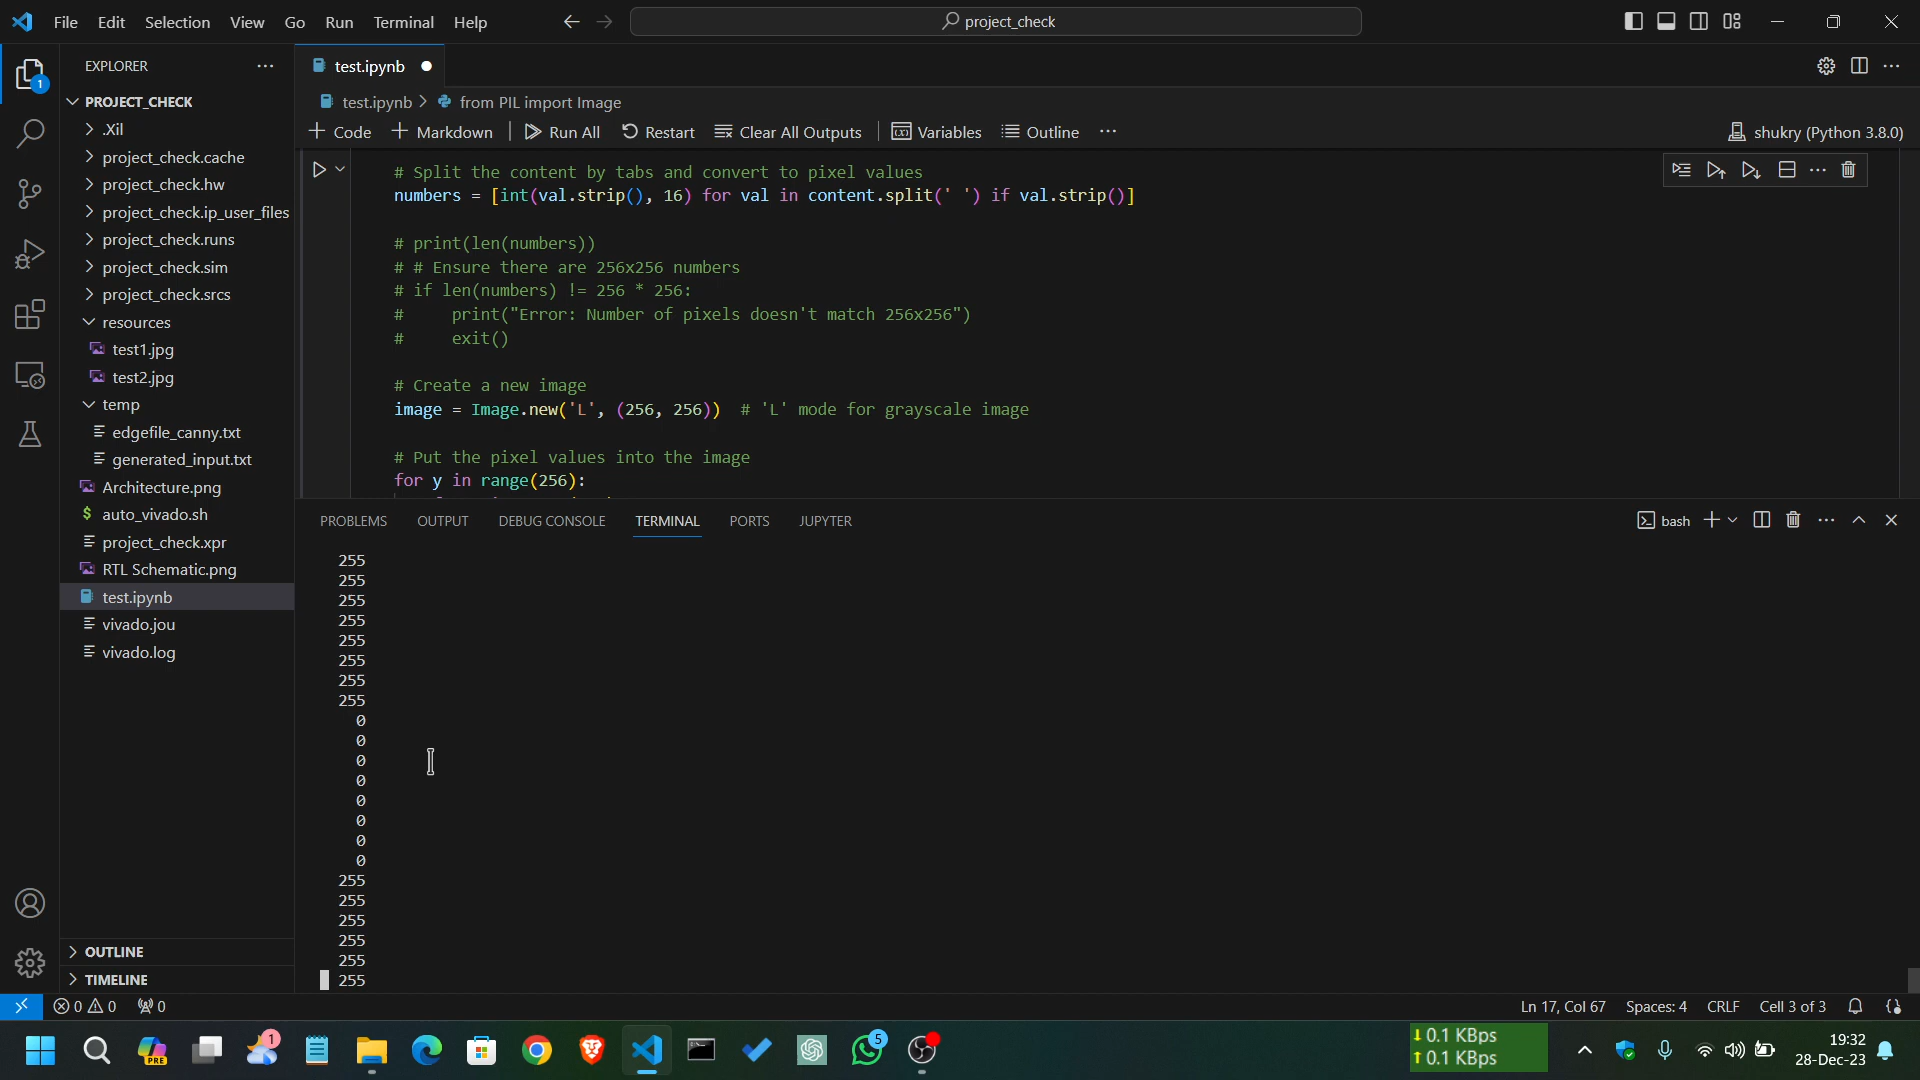 File Edit Selection View Go Run Terminal Help
project_check
EXPLORER
test.ipynb
PROJECT_CHECK
test.ipynb > from PIL import Image
+ Code + Markdown Run All Restart Clear All Outputs Variables Outline
shukry (Python 3.8.0)
.Xil
project_check.cache
project_check.hw
project_check.ip_user_files
project_check.runs
project_check.sim
project_check.srcs
resources
test1.jpg
test2.jpg
temp
edgefile_canny.txt
generated_input.txt
Architecture.png
auto_vivado.sh
project_check.xpr
RTL Schematic.png
test.ipynb
vivado.jou
vivado.log
OUTLINE
TIMELINE
1
# Split the content by tabs and convert to pixel values
numbers = [int(val.strip(), 16) for val in content.split(' ') if val.strip()]
# print(len(numbers))
# # Ensure there are 256x256 numbers
# if len(numbers) != 256 * 256:
#     print("Error: Number of pixels doesn't match 256x256")
#     exit()
# Create a new image
image = Image.new('L', (256, 256))  # 'L' mode for grayscale image
# Put the pixel values into the image
for y in range(256):
PROBLEMS OUTPUT DEBUG CONSOLE TERMINAL PORTS JUPYTER
bash
255
255
255
255
255
255
255
255
0
0
0
0
0
0
0
0
255
255
255
255
255
255
0 0 0
Ln 17, Col 67 Spaces: 4 CRLF Cell 3 of 3
PRE
1
5
↓ 0.1 KBps
↑ 0.1 KBps
19:32
28-Dec-23